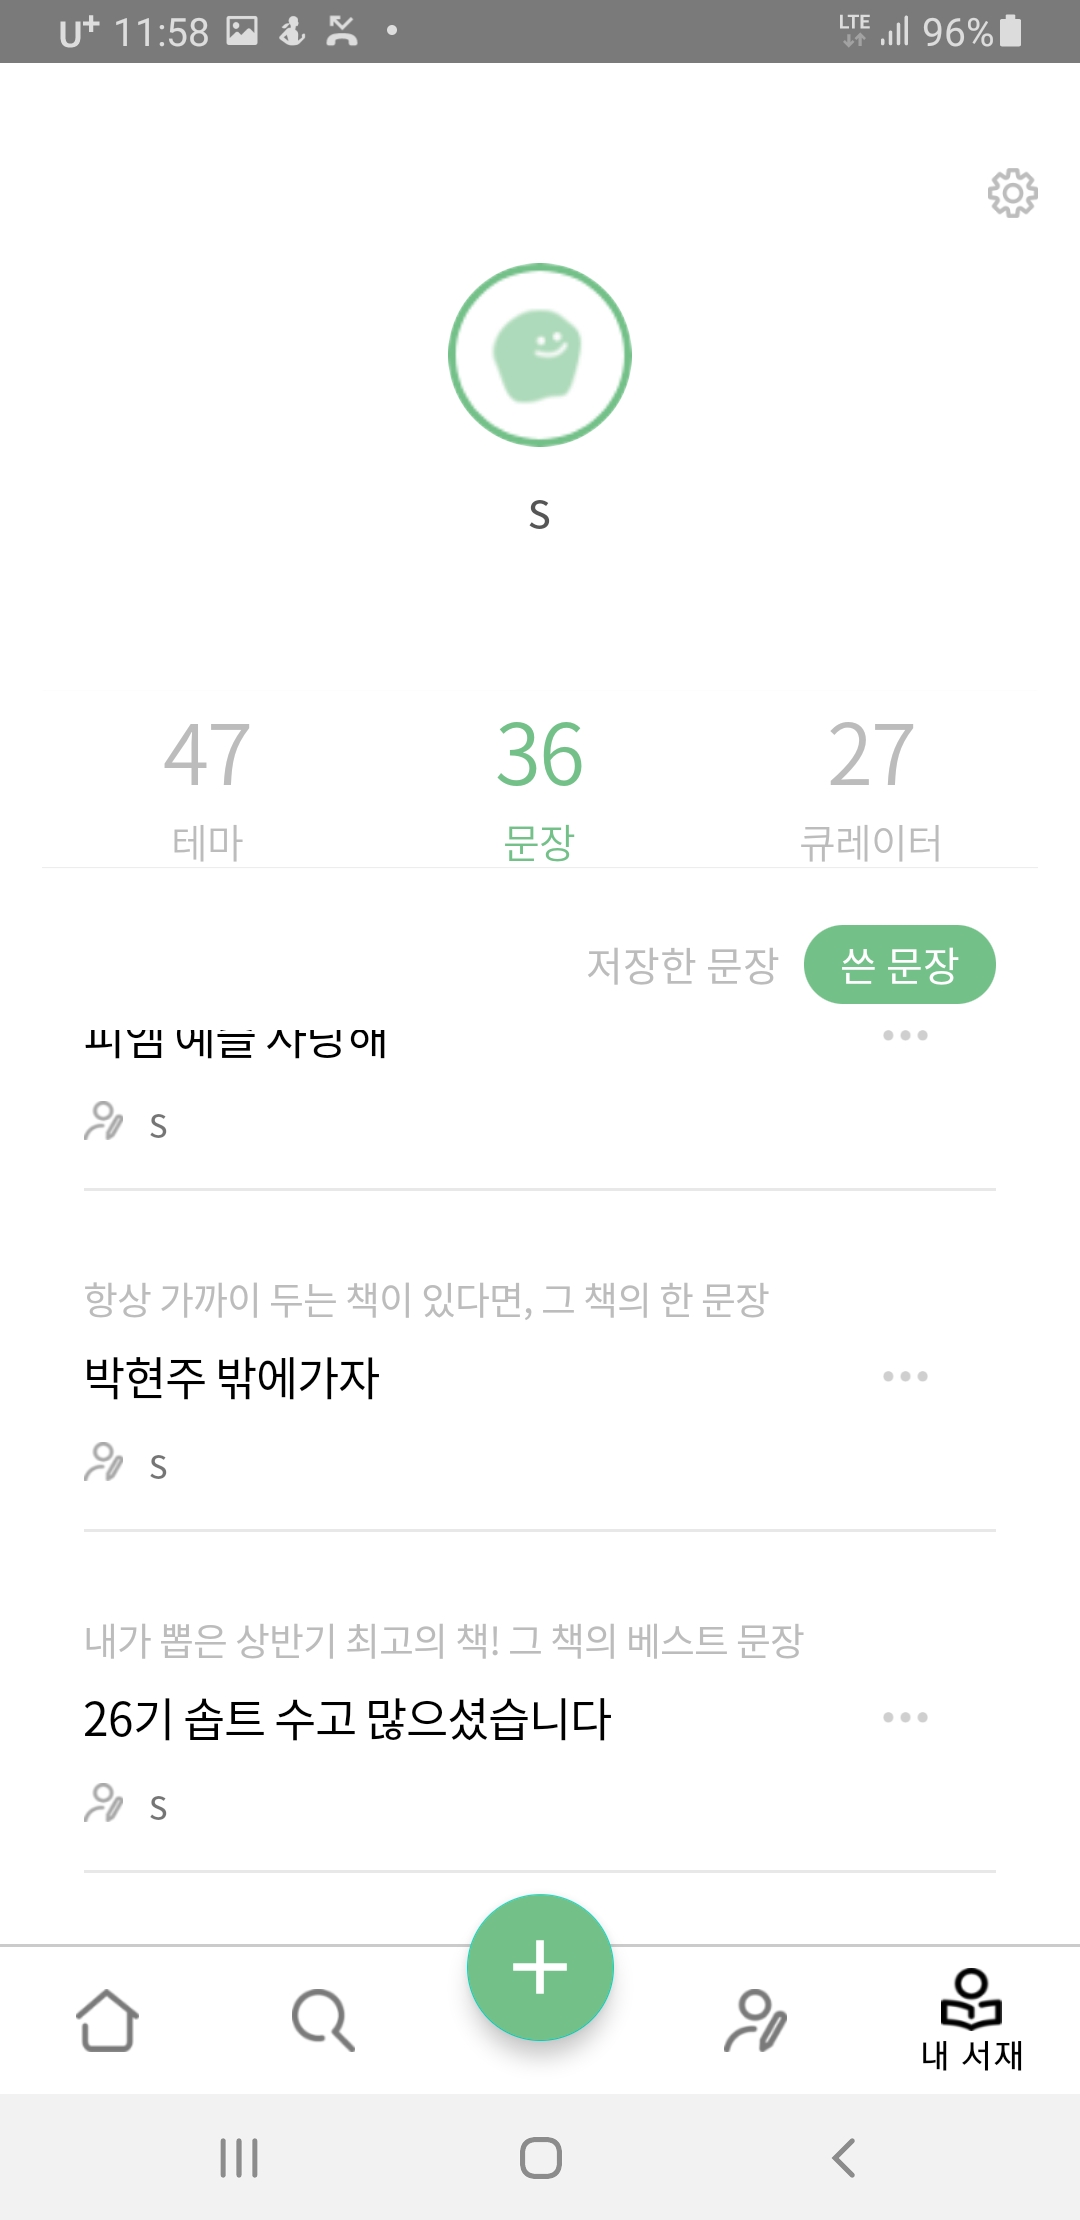 U+ 11:58 LTE 96%
s
47 36 27
테마 문장 큐레이터
저장한 문장 쓴 문장
s
항상 가까이 두는 책이 있다면, 그 책의 한 문장
박현주 밖에가자
s
내가 뽑은 상반기 최고의 책! 그 책의 베스트 문장
26기 솝트 수고 많으셨습니다
s
내 서재